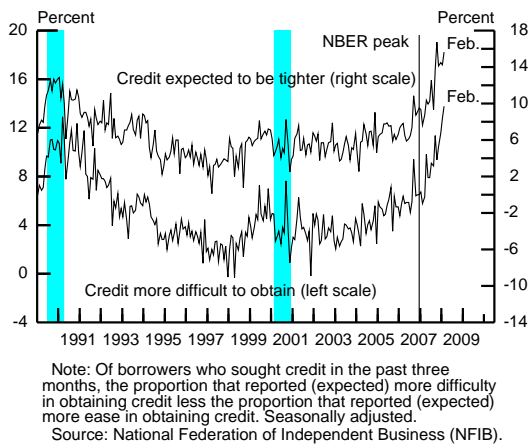 Percent Percent
20 18
NBER peak Feb.
16 14
Credit expected to be tighter (right scale)
Feb.
10
12
6
8 2
4 -2
-6
0
Credit more difficult to obtain (left scale) -10
-4 -14
1991 1993 1995 1997 1999 2001 2003 2005 2007 2009
Note: Of borrowers who sought credit in the past three
months, the proportion that reported (expected) more difficulty
in obtaining credit less the proportion that reported (expected)
more ease in obtaining credit. Seasonally adjusted.
Source: National Federation of Independent Business (NFIB).